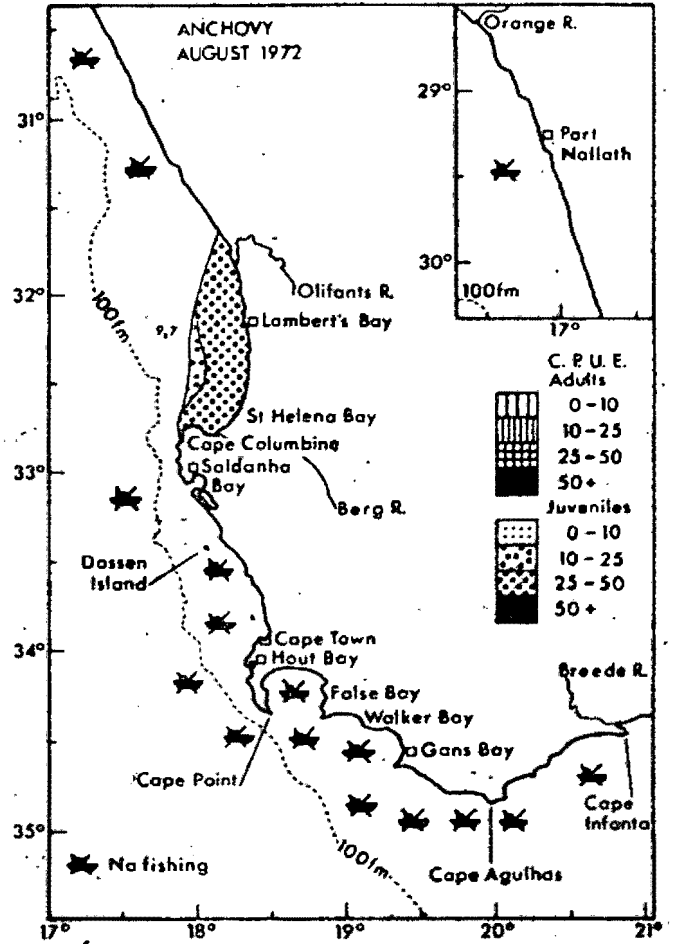 ANCHOVY
AUGUST 1972
Orange R.
29°
Port
Nollath
30°
100fm
17°
31°
32°
33°
34°
35°
100fm
Olifants R.
Lambert's Bay
9,7
St Helena Bay
Cape Columbine
Saldanha
Bay
Berg R.
Dassen
Island
Cape Town
Hout Bay
False Bay
Walker Bay
Gans Bay
Breede R.
Cape Point
Cape
Infanta
Cape Agulhas
100fm
No fishing
C. P. U. E.
Adults
0-10
10-25
25-50
50+
Juveniles
0-10
10-25
25-50
50+
17°
18°
19°
20°
21°